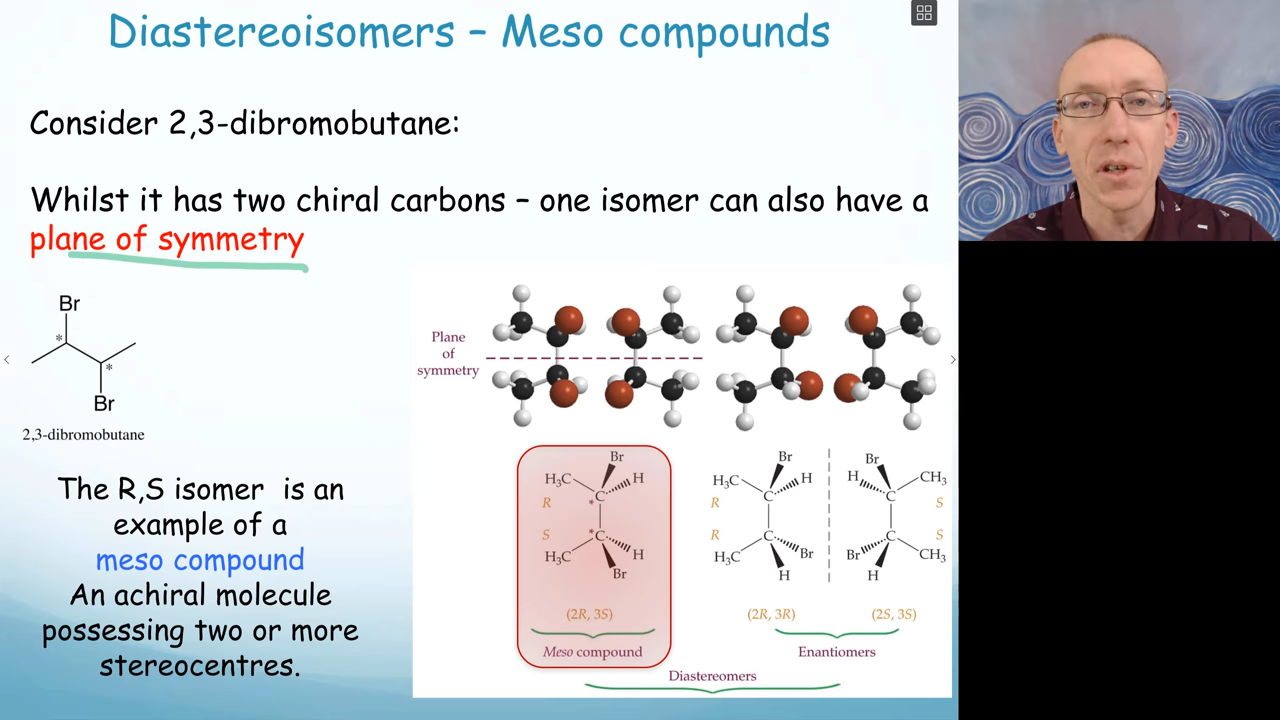 Diastereoisomers – Meso compounds
Consider 2,3-dibromobutane:
Whilst it has two chiral carbons – one isomer can also have a
plane of symmetry
Br
*
*
Br
2,3-dibromobutane
The R,S isomer is an
example of a
meso compound
An achiral molecule
possessing two or more
stereocentres.
Plane
of
symmetry
Br
H₃C
H
R
* C
S
* C
H₃C
H
Br
(2R, 3S)
Meso compound
Br
H₃C
H
R
C
R
C
H₃C
Br
H
(2R, 3R)
Br
H
CH₃
C
S
C
S
Br
CH₃
H
(2S, 3S)
Enantiomers
Diastereomers